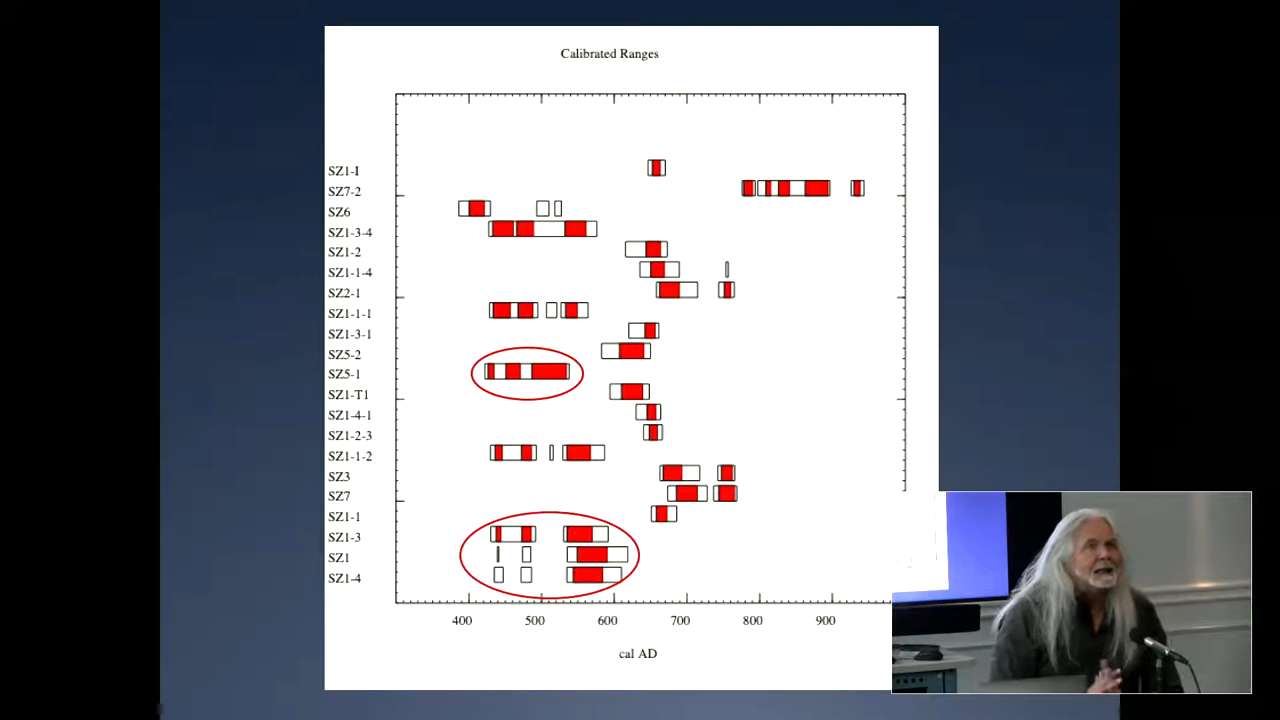 Calibrated Ranges
SZ1-I
SZ7-2
SZ6
SZ1-3-4
SZ1-2
SZ1-1-4
SZ2-1
SZ1-1-1
SZ1-3-1
SZ5-2
SZ5-1
SZ1-T1
SZ1-4-1
SZ1-2-3
SZ1-1-2
SZ3
SZ7
SZ1-1
SZ1-3
SZ1
SZ1-4
400 500 600 700 800 900
cal AD